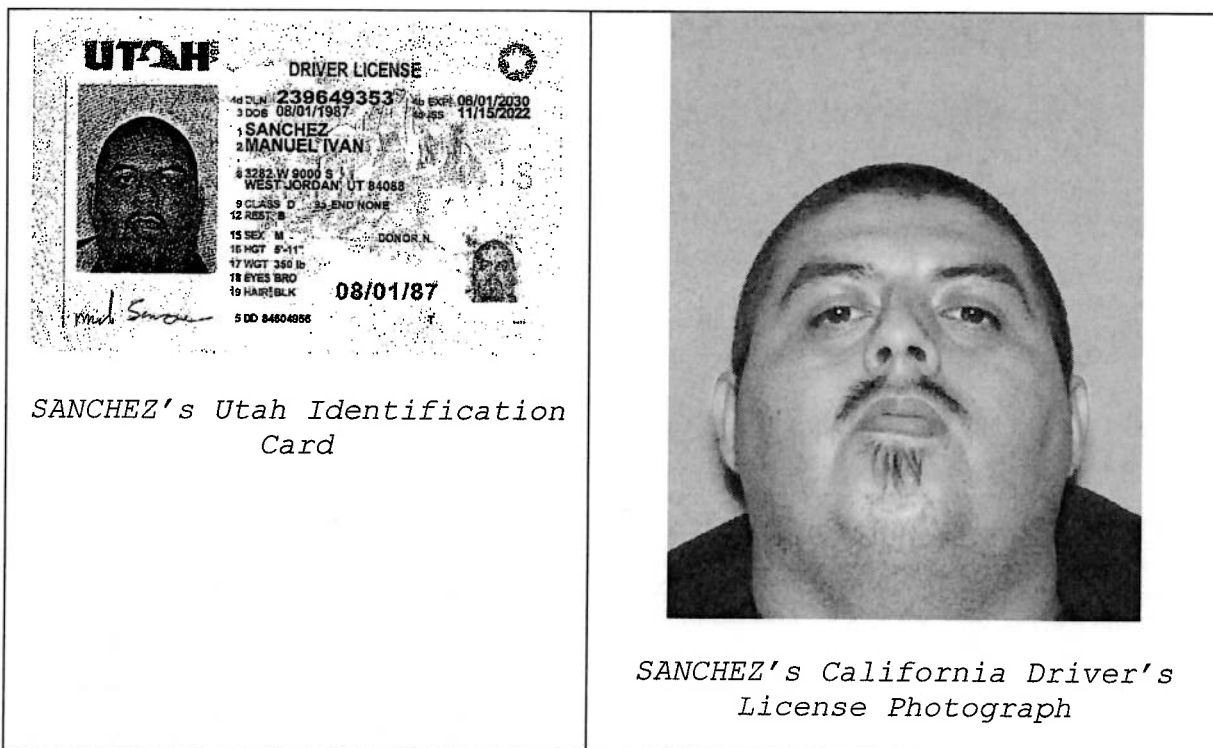 UTAH USA
DRIVER LICENSE
4d DLN 239649353 4b EXP 08/01/2030
3 DOB 08/01/1987 4a ISS 11/15/2022
1 SANCHEZ
2 MANUEL IVAN
8 3282 W 9000 S
WEST JORDAN, UT 84088
9 CLASS D 9a END NONE
12 REST B
15 SEX M DONOR N
16 HGT 5'-11"
17 WGT 350 lb
18 EYES BRO
19 HAIR BLK 08/01/87
5 DD 84604956
SANCHEZ's Utah Identification
Card
SANCHEZ's California Driver's
License Photograph